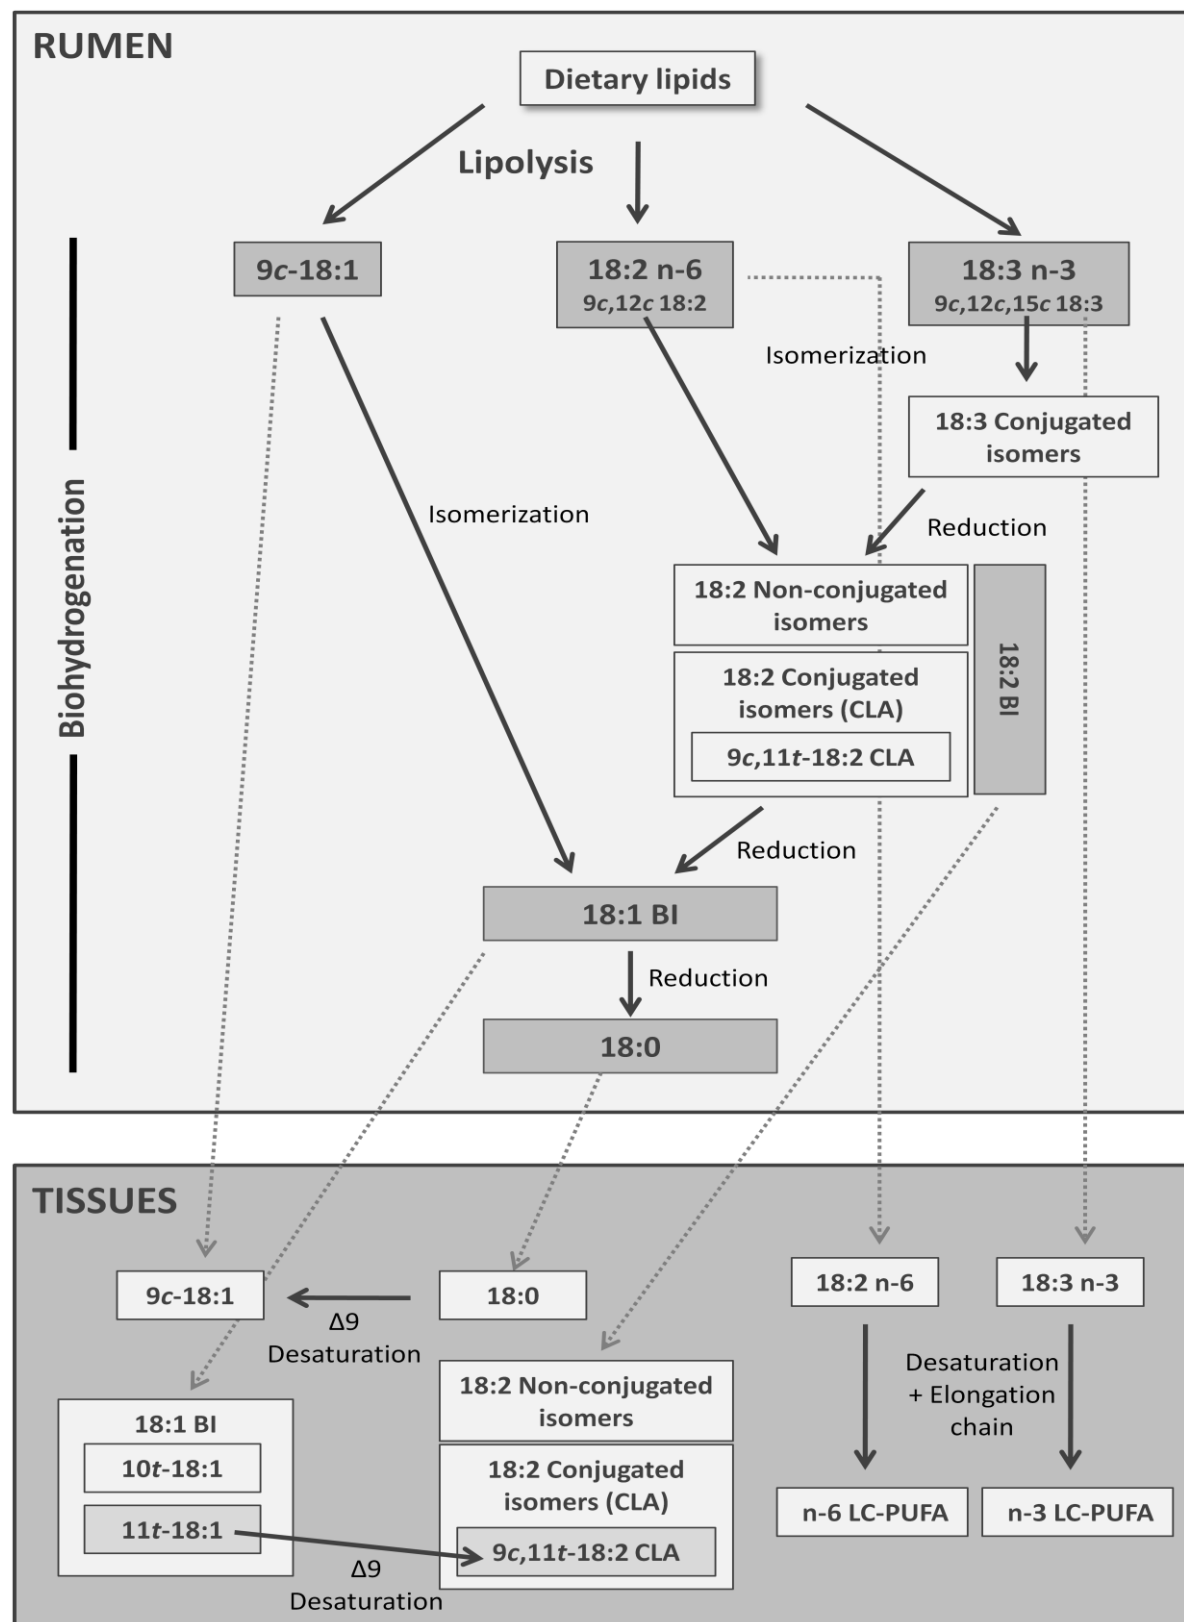 RUMEN
Dietary lipids
Lipolysis
9c-18:1
18:2 n-6
9c,12c 18:2
18:3 n-3
9c,12c,15c 18:3
Isomerization
18:3 Conjugated
isomers
Isomerization
Reduction
Biohydrogenation
18:2 Non-conjugated
isomers
18:2 Conjugated
isomers (CLA)
9c,11t-18:2 CLA
18:2 BI
Reduction
18:1 BI
Reduction
18:0
TISSUES
9c-18:1
Δ9
Desaturation
18:0
18:2 n-6
18:3 n-3
18:2 Non-conjugated
isomers
Desaturation
+ Elongation
chain
18:1 BI
10t-18:1
11t-18:1
18:2 Conjugated
isomers (CLA)
9c,11t-18:2 CLA
n-6 LC-PUFA
n-3 LC-PUFA
Δ9
Desaturation